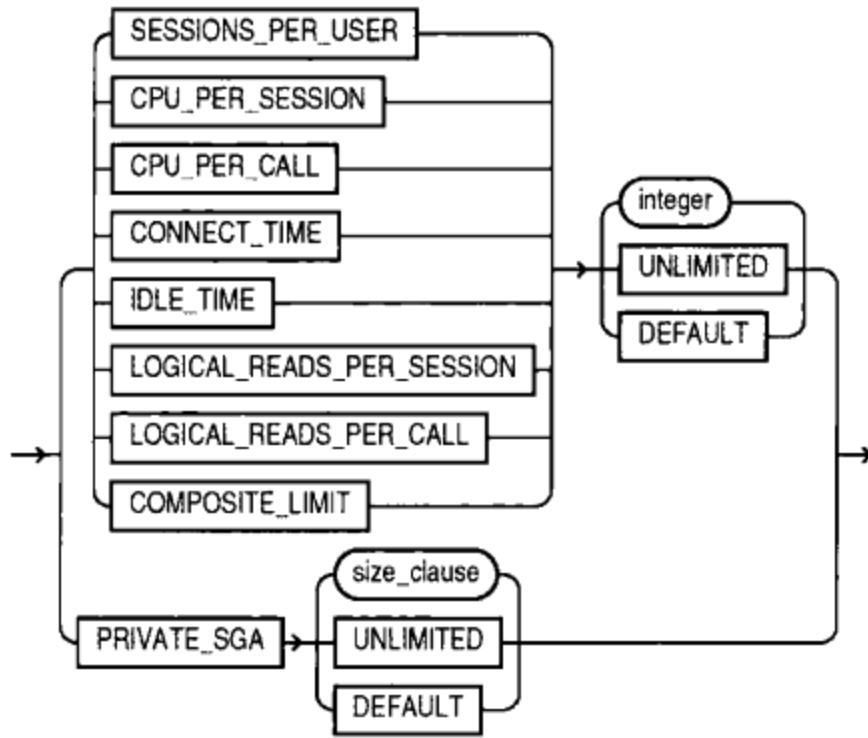 SESSIONS_PER_USER
CPU_PER_SESSION
CPU_PER_CALL
CONNECT_TIME
IDLE_TIME
LOGICAL_READS_PER_SESSION
LOGICAL_READS_PER_CALL
COMPOSITE_LIMIT
integer
UNLIMITED
DEFAULT
PRIVATE_SGA
size_clause
UNLIMITED
DEFAULT